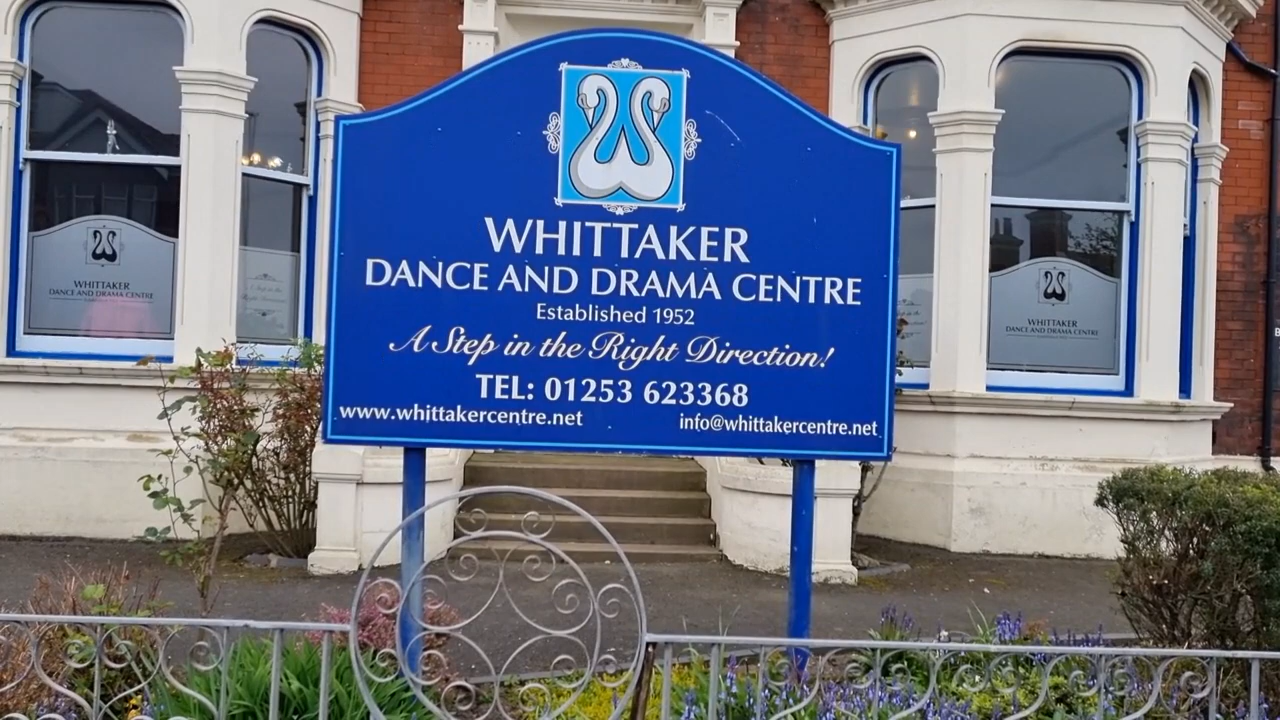 WHITTAKER
DANCE AND DRAMA CENTRE
Established 1952
A Step in the Right Direction!
TEL: 01253 623368
www.whittakercentre.net
info@whittakercentre.net
WHITTAKER
DANCE AND DRAMA CENTRE
WHITTAKER
DANCE AND DRAMA CENTRE